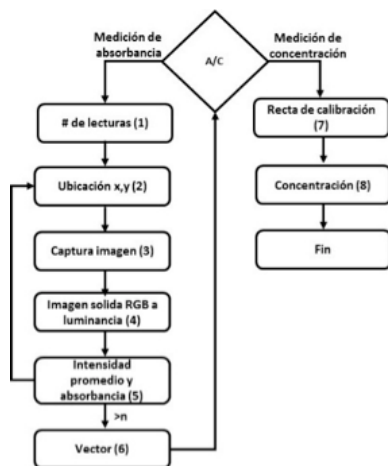 Medición de
absorbancia
A/C
Medición de
concentración
# de lecturas (1)
Ubicación x,y (2)
Captura imagen (3)
Imagen solida RGB a
luminancia (4)
Intensidad
promedio y
absorbancia (5)
>n
Vector (6)
Recta de calibración
(7)
Concentración (8)
Fin